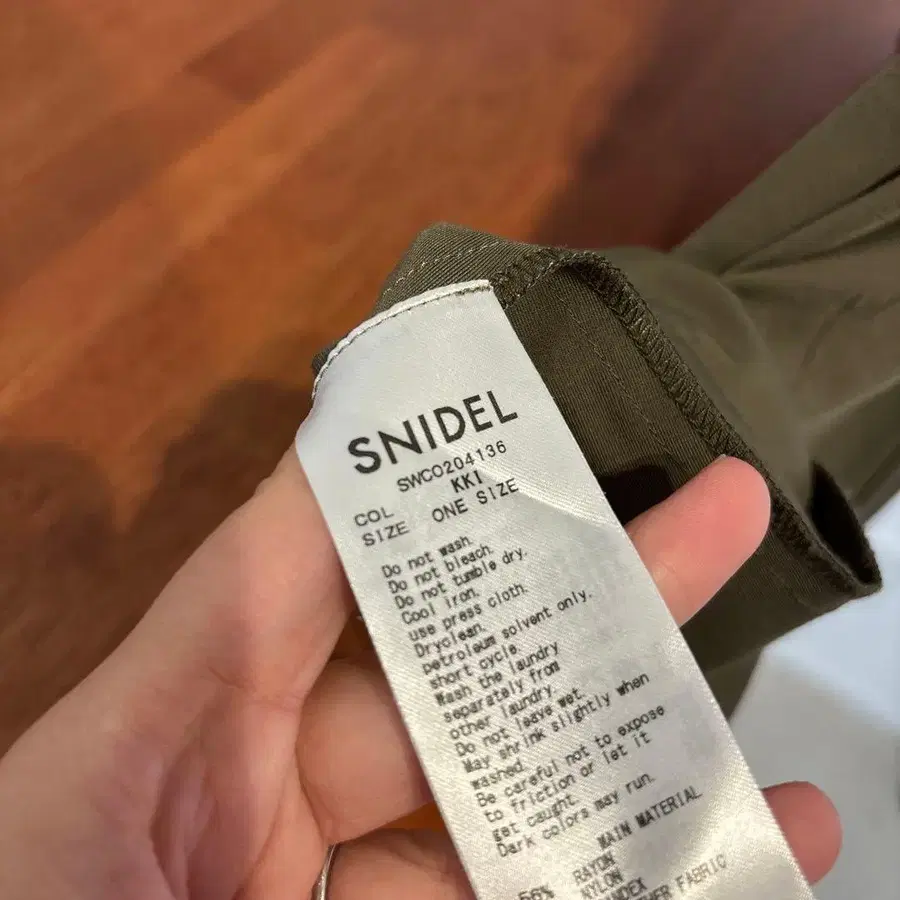 SNIDEL
SWCO204136
COL KKI
SIZE ONE SIZE
Do not wash.
Do not bleach.
Do not tumble dry.
Cool iron.
use press cloth.
Dryclean.
petroleum solvent only.
short cycle.
Wash the laundry
separately from
other laundry.
Do not leave wet.
May shrink slightly when
washed.
Be careful not to expose
to friction or let it
get caught.
Dark colors may run.
MAIN MATERIAL
56% RAYON
NYLON
FABRIC